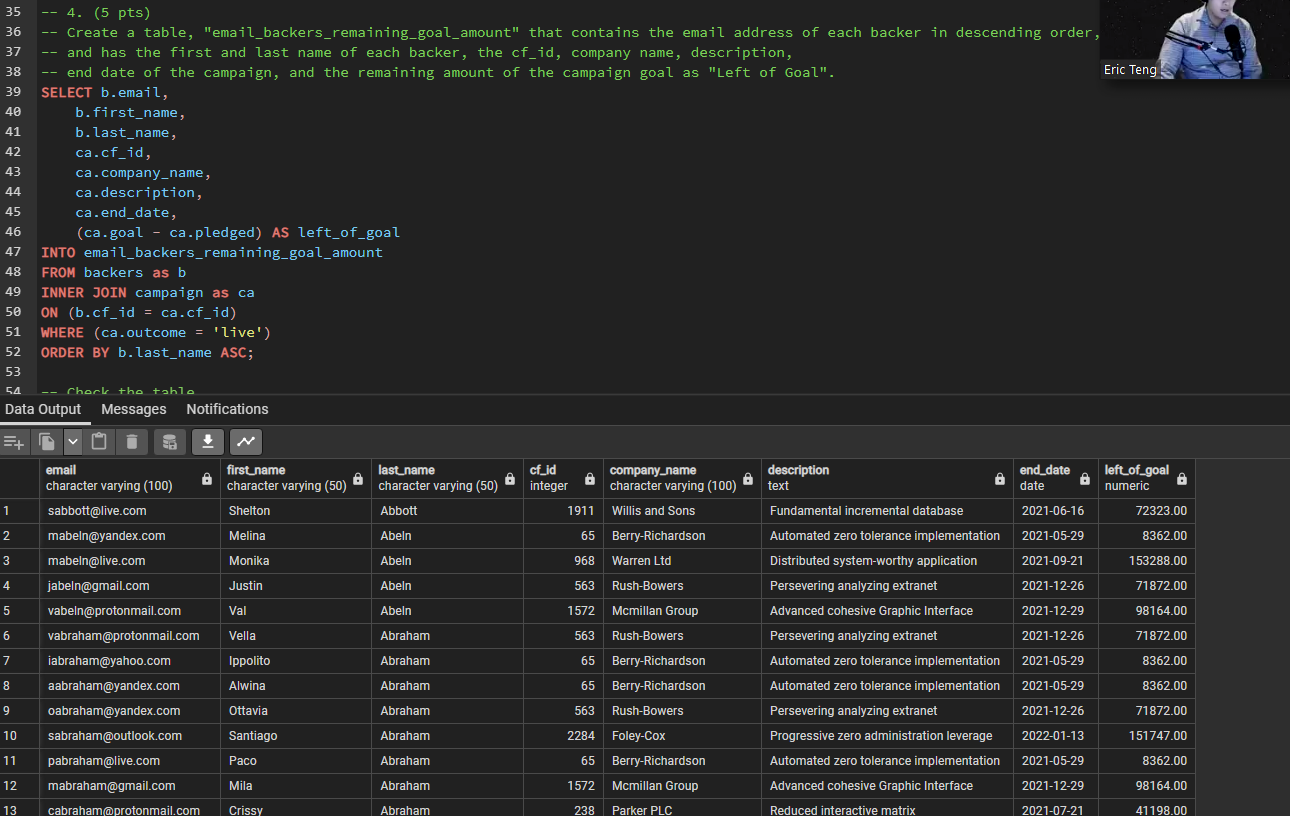 35 -- 4. (5 pts)
36 -- Create a table, "email_backers_remaining_goal_amount" that contains the email address of each backer in descending order,
37 -- and has the first and last name of each backer, the cf_id, company name, description,
38 -- end date of the campaign, and the remaining amount of the campaign goal as "Left of Goal".
Eric Teng
39 SELECT b.email,
40 b.first_name,
41 b.last_name,
42 ca.cf_id,
43 ca.company_name,
44 ca.description,
45 ca.end_date,
46 (ca.goal - ca.pledged) AS left_of_goal
47 INTO email_backers_remaining_goal_amount
48 FROM backers as b
49 INNER JOIN campaign as ca
50 ON (b.cf_id = ca.cf_id)
51 WHERE (ca.outcome = 'live')
52 ORDER BY b.last_name ASC;
53
54 -- Check the table
Data Output Messages Notifications
email first_name last_name cf_id company_name description end_date left_of_goal
character varying (100) character varying (50) character varying (50) integer character varying (100) text date numeric
1 sabbott@live.com Shelton Abbott 1911 Willis and Sons Fundamental incremental database 2021-06-16 72323.00
2 mabeln@yandex.com Melina Abeln 65 Berry-Richardson Automated zero tolerance implementation 2021-05-29 8362.00
3 mabeln@live.com Monika Abeln 968 Warren Ltd Distributed system-worthy application 2021-09-21 153288.00
4 jabeln@gmail.com Justin Abeln 563 Rush-Bowers Persevering analyzing extranet 2021-12-26 71872.00
5 vabeln@protonmail.com Val Abeln 1572 Mcmillan Group Advanced cohesive Graphic Interface 2021-12-29 98164.00
6 vabraham@protonmail.com Vella Abraham 563 Rush-Bowers Persevering analyzing extranet 2021-12-26 71872.00
7 iabraham@yahoo.com Ippolito Abraham 65 Berry-Richardson Automated zero tolerance implementation 2021-05-29 8362.00
8 aabraham@yandex.com Alwina Abraham 65 Berry-Richardson Automated zero tolerance implementation 2021-05-29 8362.00
9 oabraham@yandex.com Ottavia Abraham 563 Rush-Bowers Persevering analyzing extranet 2021-12-26 71872.00
10 sabraham@outlook.com Santiago Abraham 2284 Foley-Cox Progressive zero administration leverage 2022-01-13 151747.00
11 pabraham@live.com Paco Abraham 65 Berry-Richardson Automated zero tolerance implementation 2021-05-29 8362.00
12 mabraham@gmail.com Mila Abraham 1572 Mcmillan Group Advanced cohesive Graphic Interface 2021-12-29 98164.00
13 cabraham@protonmail.com Crissy Abraham 238 Parker PLC Reduced interactive matrix 2021-07-21 41198.00